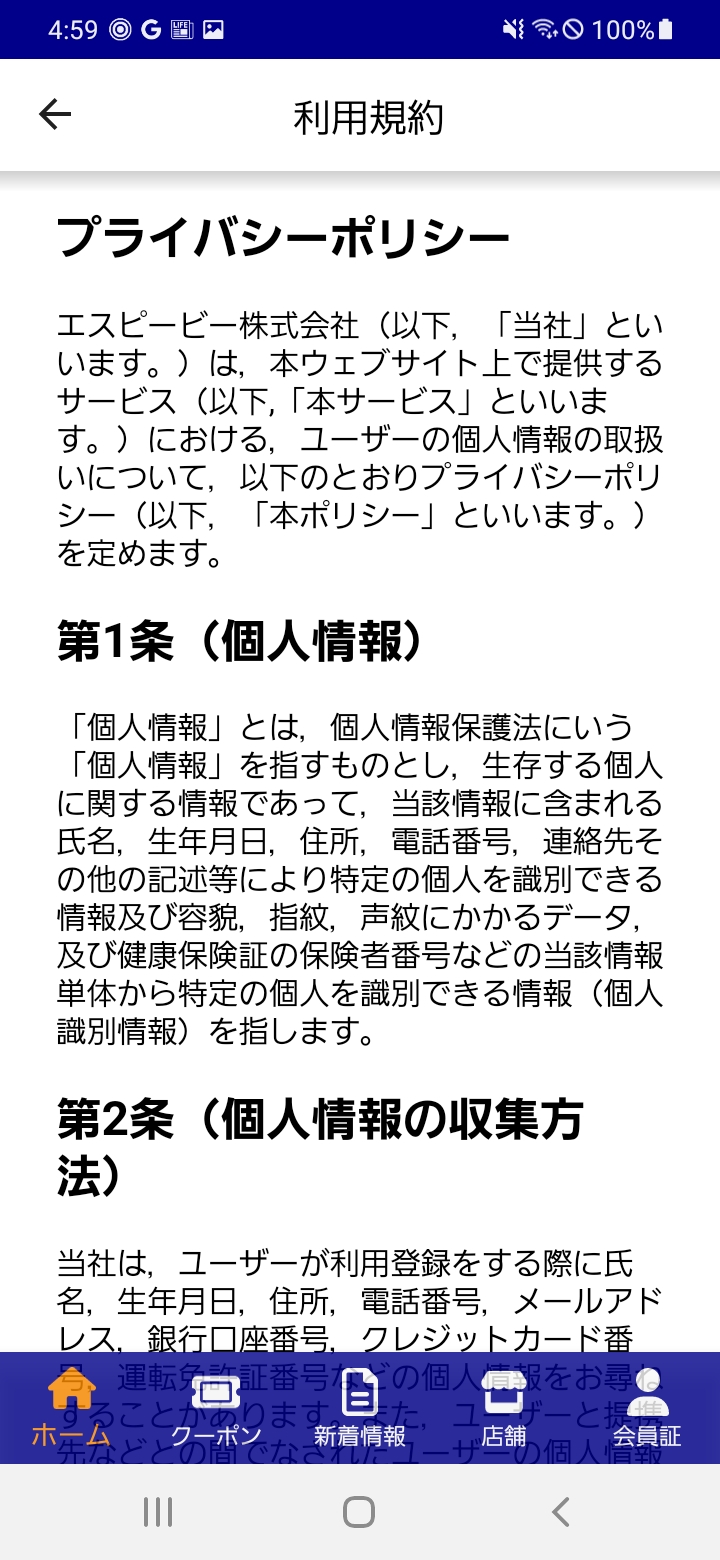 4:59
100%
利用規約
プライバシーポリシー
エスピービー株式会社（以下，「当社」とい
います。）は，本ウェブサイト上で提供する
サービス（以下,「本サービス」といいま
す。）における，ユーザーの個人情報の取扱
いについて，以下のとおりプライバシーポリ
シー（以下，「本ポリシー」といいます。）
を定めます。
第1条（個人情報）
「個人情報」とは，個人情報保護法にいう
「個人情報」を指すものとし，生存する個人
に関する情報であって，当該情報に含まれる
氏名，生年月日，住所，電話番号，連絡先そ
の他の記述等により特定の個人を識別できる
情報及び容貌，指紋，声紋にかかるデータ，
及び健康保険証の保険者番号などの当該情報
単体から特定の個人を識別できる情報（個人
識別情報）を指します。
第2条（個人情報の収集方
法）
当社は，ユーザーが利用登録をする際に氏
名，生年月日，住所，電話番号，メールアド
レス，銀行口座番号，クレジットカード番
号，運転免許証番号などの個人情報をお尋ね
することがあります。また，ユーザーと提携
先などとの間でなされたユーザーの個人情報
ホーム
クーポン
新着情報
店舗
会員証